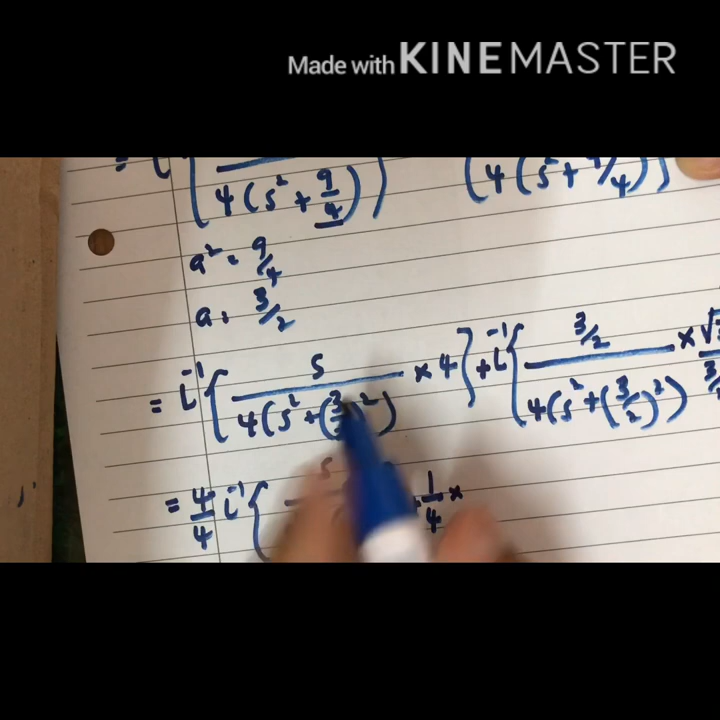 Made with KINEMASTER
= L { 4(s² + 9/4) ) (4(s² + 9/4))
a² = 9/4
a = 3/2
= L⁻¹ { s / 4(s² + (3/2)²) × 4 } + L⁻¹ { 3/2 / 4(s² + (3/2)²) ×
= 4/4 L⁻¹ { s + 1/4 ×